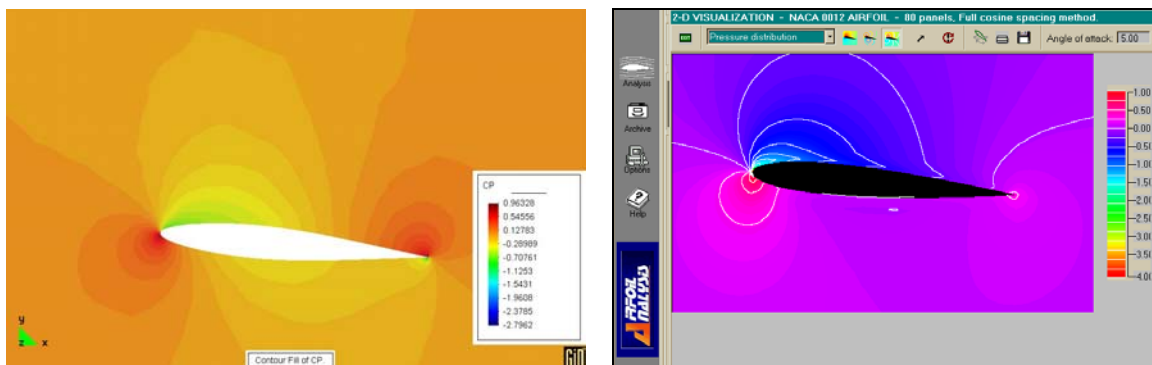 CP
0.96328
0.54556
0.12783
-0.28989
-0.70761
-1.1253
-1.5431
-1.9608
-2.3785
-2.7962
y
z x
Contour Fill of CP.
GiD
2-D VISUALIZATION - NACA 0012 AIRFOIL - 80 panels, Full cosine spacing method.
Pressure distribution
Angle of attack: 5.00
Analyse
Archive
Options
Help
AIRFOIL
ANALYSIS
1.00
0.50
0.00
-0.50
-1.00
-1.50
-2.00
-2.50
-3.00
-3.50
-4.00